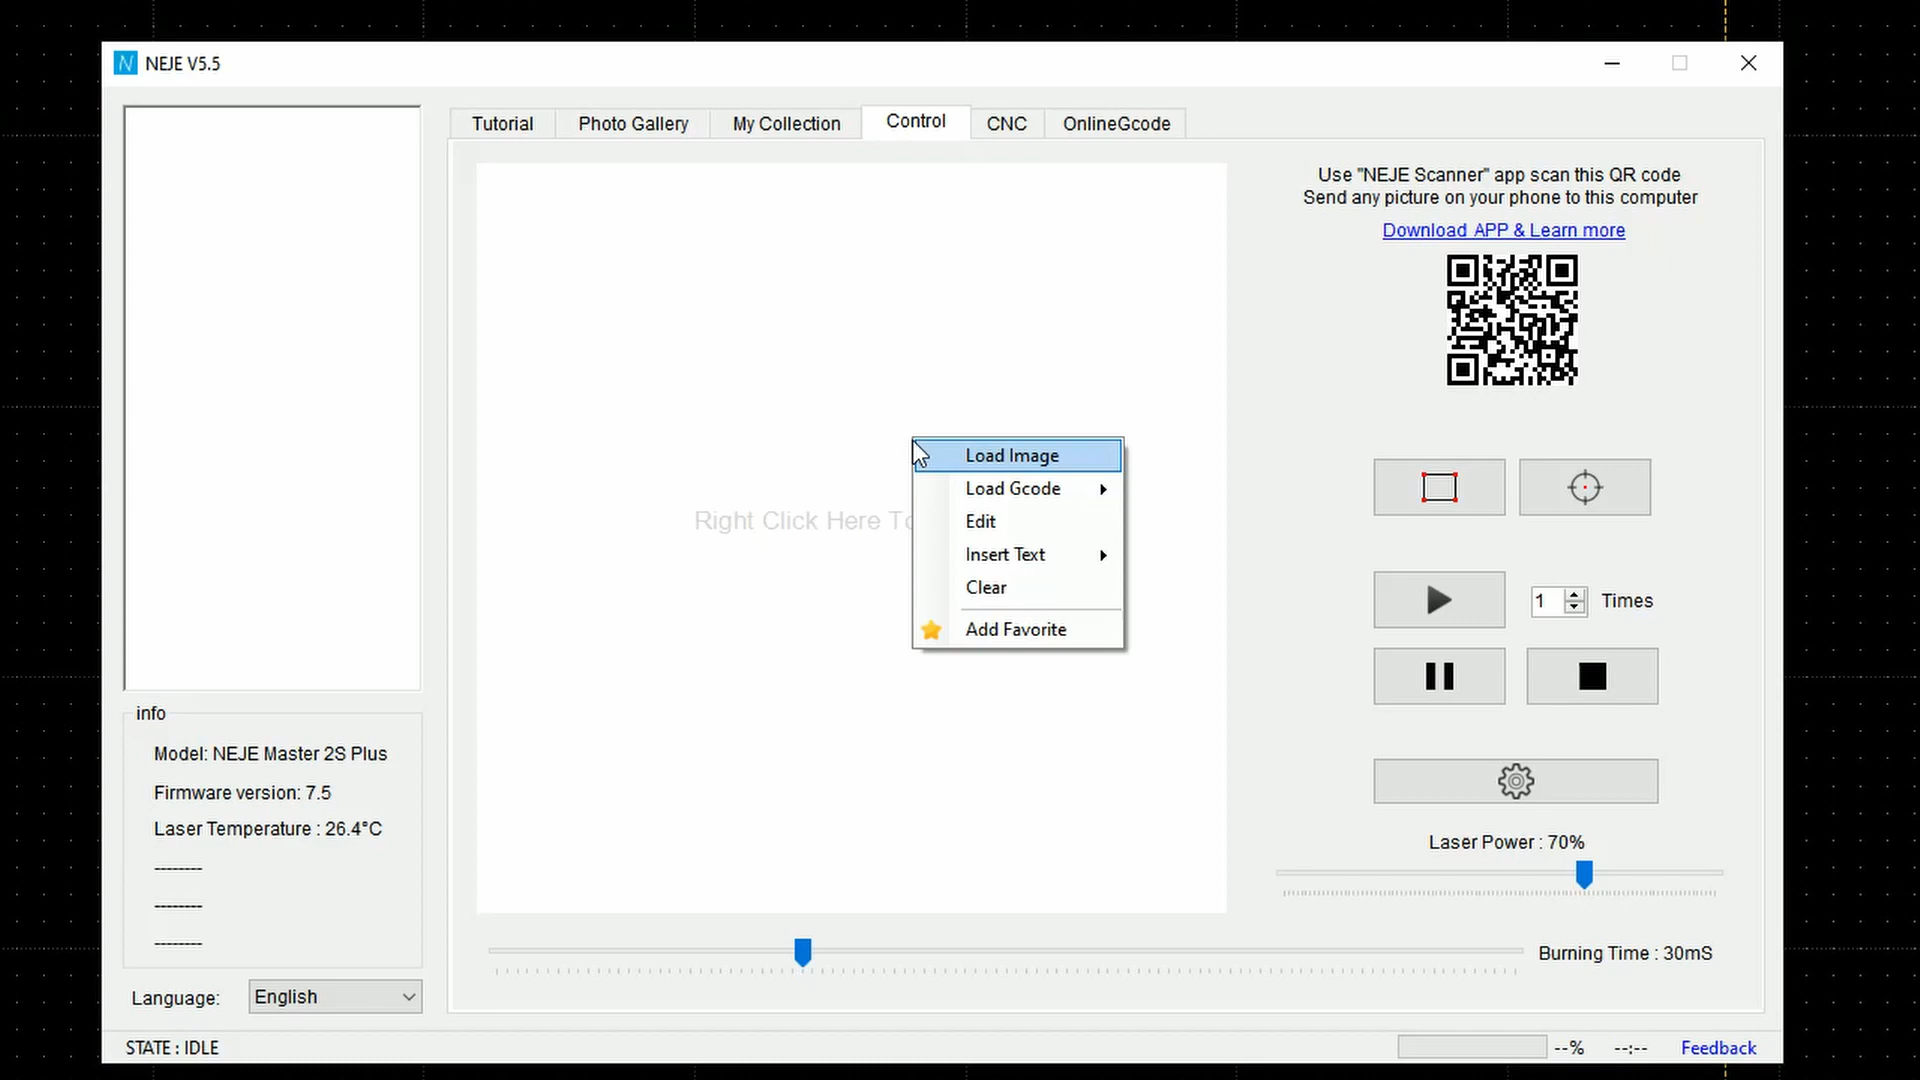 NEJE V5.5
Tutorial
Photo Gallery
My Collection
Control
CNC
OnlineGcode
Use "NEJE Scanner" app scan this QR code
Send any picture on your phone to this computer
Download APP & Learn more
Load Image
Load Gcode
Right Click Here To
Edit
Insert Text
Clear
Add Favorite
1
Times
info
Model: NEJE Master 2S Plus
Firmware version: 7.5
Laser Temperature : 26.4°C
--------
--------
--------
Laser Power : 70%
Burning Time : 30mS
Language:
English
STATE : IDLE
--%
--:--
Feedback